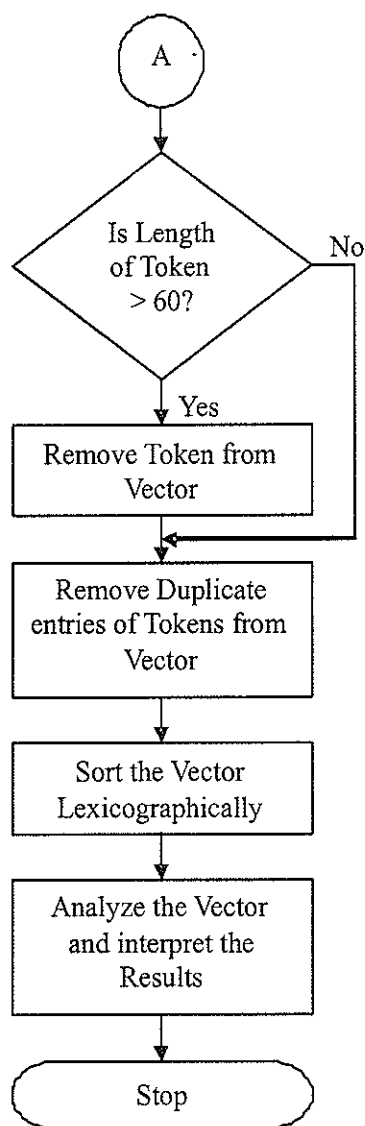 A
Is Length
of Token
> 60?
No
Yes
Remove Token from
Vector
Remove Duplicate
entries of Tokens from
Vector
Sort the Vector
Lexicographically
Analyze the Vector
and interpret the
Results
Stop